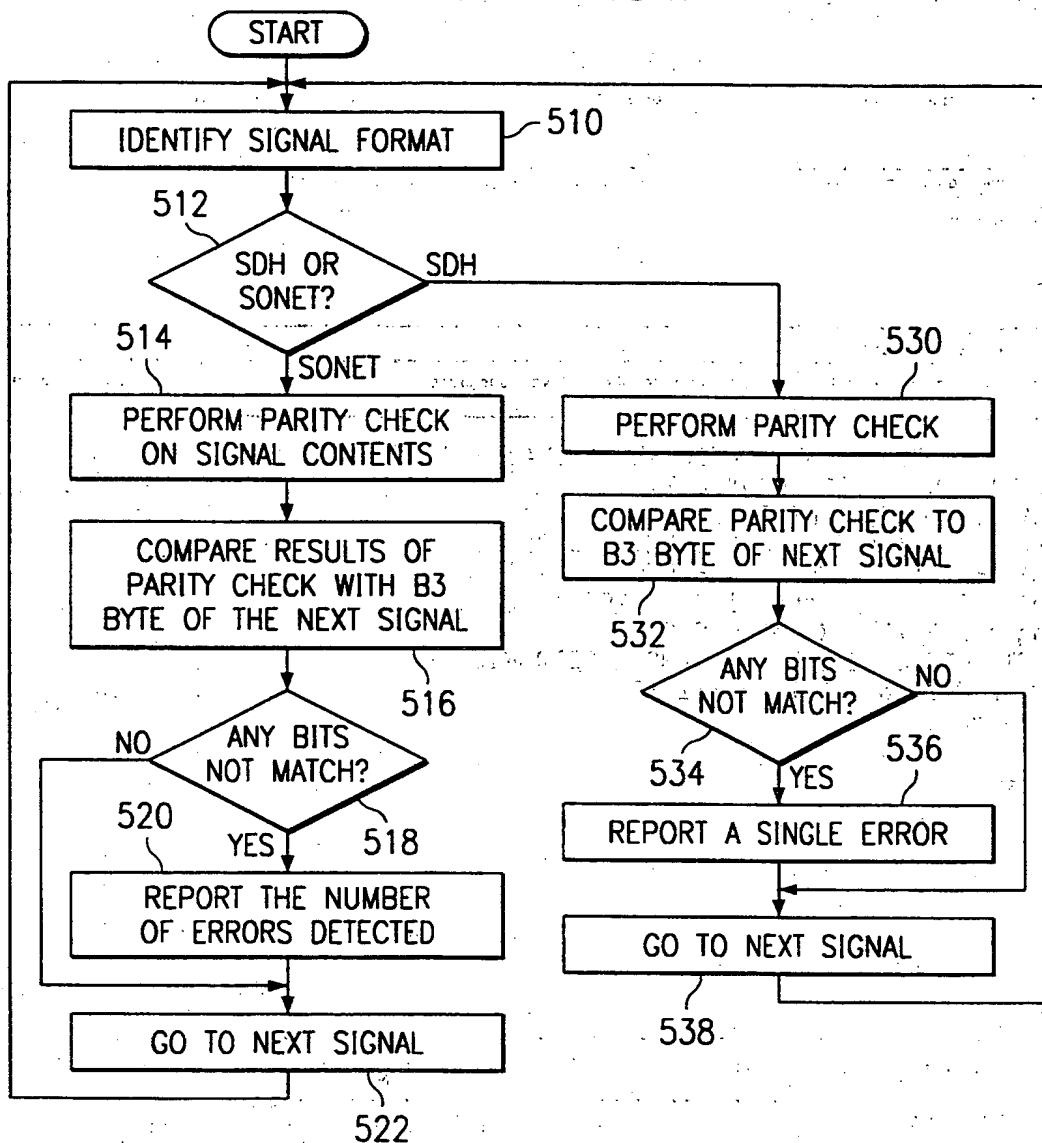 START
IDENTIFY SIGNAL FORMAT
510
512
SDH OR
SONET?
SDH
SONET
514
PERFORM PARITY CHECK
ON SIGNAL CONTENTS
COMPARE RESULTS OF
PARITY CHECK WITH B3
BYTE OF THE NEXT SIGNAL
516
ANY BITS
NOT MATCH?
NO
518
YES
520
REPORT THE NUMBER
OF ERRORS DETECTED
GO TO NEXT SIGNAL
522
530
PERFORM PARITY CHECK
COMPARE PARITY CHECK TO
B3 BYTE OF NEXT SIGNAL
532
ANY BITS
NOT MATCH?
NO
534
YES
536
REPORT A SINGLE ERROR
GO TO NEXT SIGNAL
538